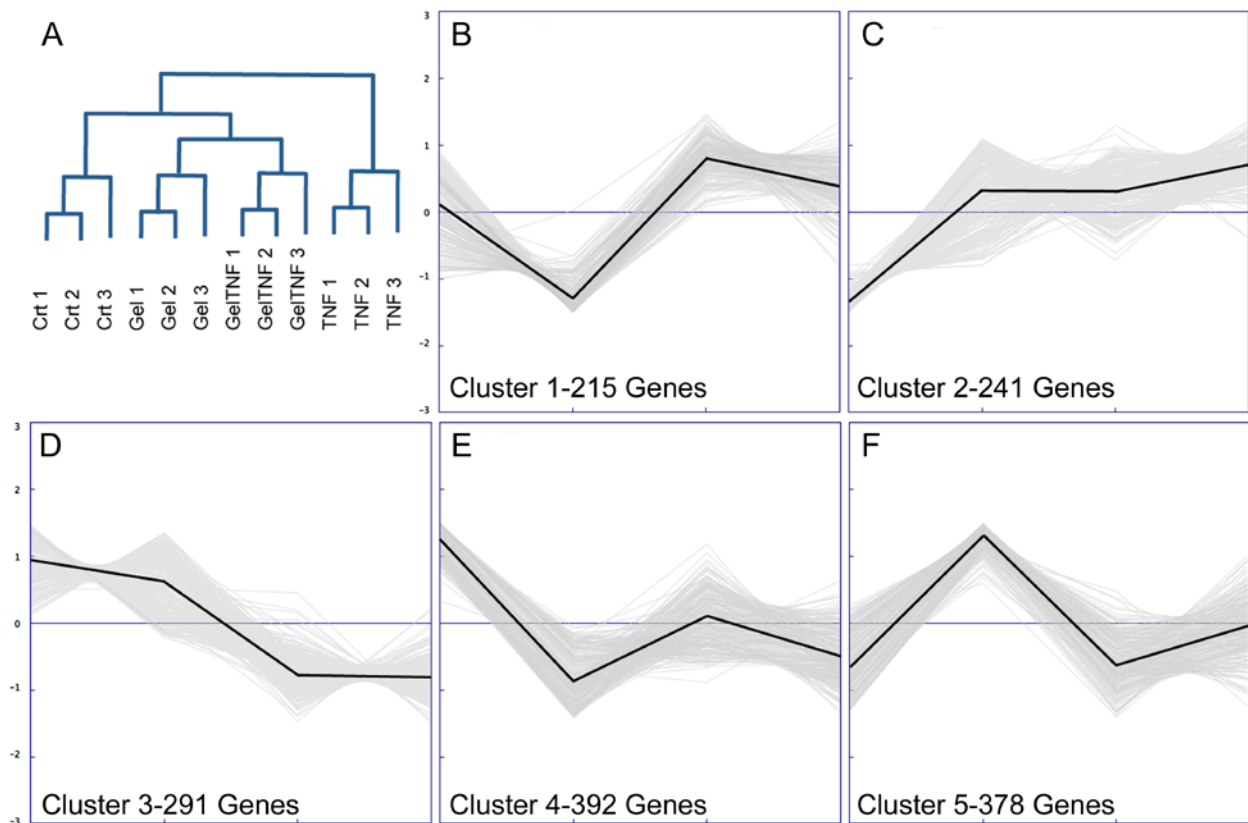 A
Crt 1
Crt 2
Crt 3
Gel 1
Gel 2
Gel 3
GelTNF 1
GelTNF 2
GelTNF 3
TNF 1
TNF 2
TNF 3
B
3
2
1
0
-1
-2
-3
Cluster 1-215 Genes
C
Cluster 2-241 Genes
D
3
2
1
0
-1
-2
-3
Cluster 3-291 Genes
E
Cluster 4-392 Genes
F
Cluster 5-378 Genes